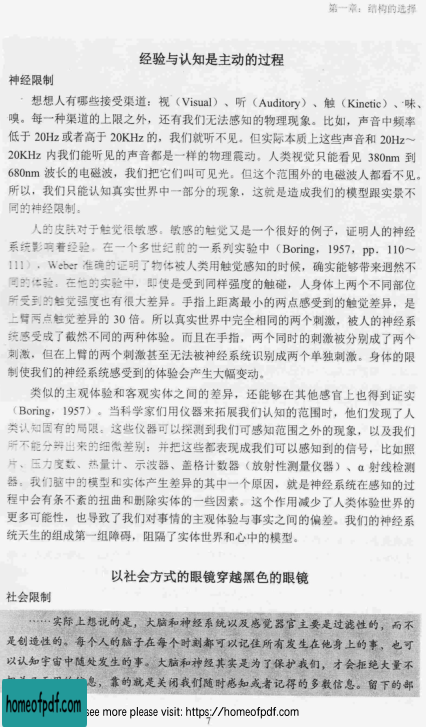 第一章：结构的选择
经验与认知是主动的过程
神经限制
想想人有哪些接受渠道：视（Visual）、听（Auditory）、触（Kinetic）、味、
嗅。每一种渠道的上限之外，还有我们无法感知的物理现象。比如，声音中频率
低于 20Hz 或者高于 20KHz 的，我们就听不见。但实际本质上这些声音和 20Hz～
20KHz 内我们能听见的声音都是一样的物理震动。人类视觉只能看见 380nm 到
680nm 波长的电磁波，我们把它们叫可见光。但这个范围外的电磁波人都看不见。
所以，我们只能认知真实世界中一部分的现象，这就是造成我们的模型跟实景不
同的神经限制。
人的皮肤对于触觉很敏感。敏感的触觉又是一个很好的例子，证明人的神经
系统影响着经验。在一个多世纪前的一系列实验中（Boring，1957，pp．110～
111），Weber 准确的证明了物体被人类用触觉感知的时候，确实能够带来迥然不
同的体验。在他的实验中，即使是受到同样强度的触碰，人身体上两个不同部位
所受到的触觉强度也有很大差异。手指上距离最小的两点感受到的触觉差异，是
上臂两点触觉差异的 30 倍。所以真实世界中完全相同的两个刺激，被人的神经系
统感受成了截然不同的两种体验。而且在手指，两个同时的刺激被分别成了两个
刺激，但在上臂的两个刺激甚至无法被神经系统识别成两个单独刺激。身体的限
制使我们的神经系统感受到的体验会产生大幅变动。
类似的主观体验和客观实体之间的差异，还能够在其他感官上也得到证实
（Boring，1957）。当科学家们用仪器来拓展我们认知的范围时，他们发现了人
类认知固有的局限。这些仪器可以探测到我们可感知范围之外的现象，以及我们
所不能分辨出来的细微差别；并把这些都表现成我们可以感知到的信号，比如照
片、压力度数、热量计、示波器、盖格计数器（放射性测量仪器）、α 射线检测
器。我们脑中的模型和实体产生差异的其中一个原因，就是神经系统在感知的过
程中会有条不紊的扭曲和删除实体的一些因素。这个作用减少了人类体验世界的
更多可能性，也导致了我们对事情的主观体验与事实之间的偏差。我们的神经系
统天生的组成第一组障碍，阻隔了实体世界和心中的模型。
以社会方式的眼镜穿越黑色的眼镜
社会限制
……实际上想说的是，大脑和神经系统以及感觉器官主要是过滤性的，而不
是创造性的。每个人的脑子在每个时刻都可以记住所有发生在他身上的事，也可
以认知宇宙中随处发生的事。大脑和神经其实是为了保护我们，才会拒绝大量不
信息，靠的就是关闭我们随时感知或者记得的多数信息。留下的部
homeofpdf.com
see more please visit: https://homeofpdf.com
7